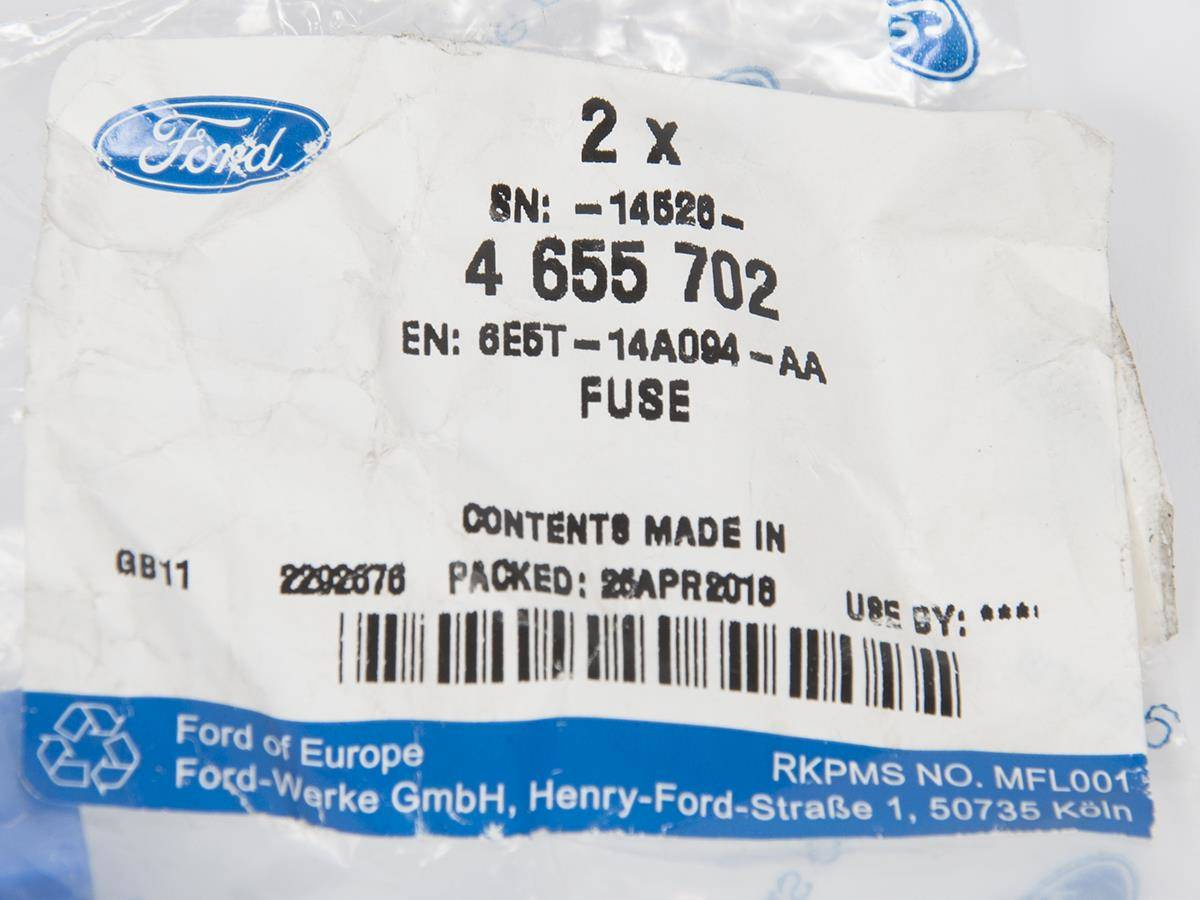 Ford
2 x
SN: -14526-
4 655 702
EN: 6E5T-14A094-AA
FUSE
CONTENTS MADE IN
GB11 2292676 PACKED: 25APR2018 USE BY: ***
Ford of Europe
RKPMS NO. MFL001
Ford-Werke GmbH, Henry-Ford-Straße 1, 50735 Köln